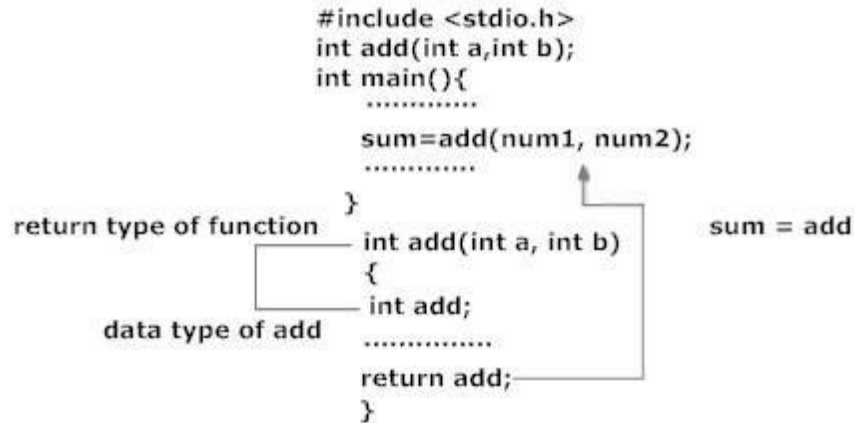 #include <stdio.h>
int add(int a,int b);
int main(){
.............
sum=add(num1, num2);
.............
}
return type of function
sum = add
int add(int a, int b)
{
int add;
data type of add
...............
return add;
}